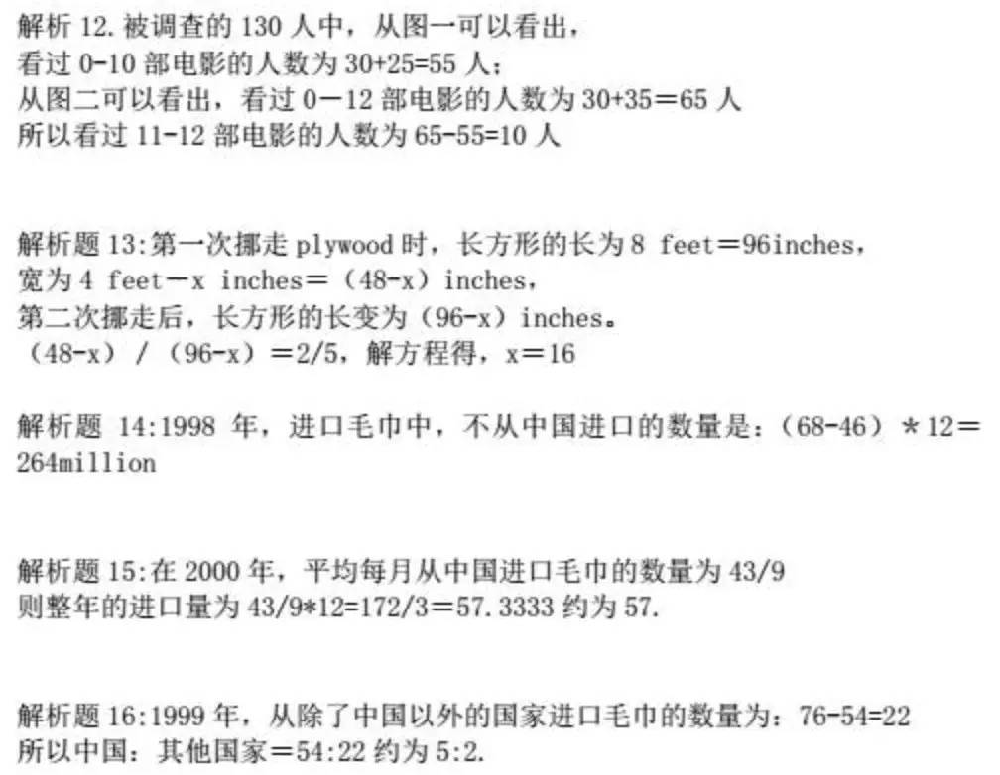 解析 12.被调查的 130 人中，从图一可以看出，
看过 0-10 部电影的人数为 30+25=55 人；
从图二可以看出，看过 0－12 部电影的人数为 30+35＝65 人
所以看过 11-12 部电影的人数为 65-55=10 人
解析题 13:第一次挪走 plywood 时，长方形的长为 8 feet＝96inches，
宽为 4 feet－x inches＝（48-x）inches，
第二次挪走后，长方形的长变为（96-x）inches。
（48-x）/（96-x）＝2/5，解方程得，x＝16
解析题 14:1998 年，进口毛巾中，不从中国进口的数量是：（68-46）＊12＝
264million
解析题 15:在 2000 年，平均每月从中国进口毛巾的数量为 43/9
则整年的进口量为 43/9*12=172/3＝57.3333 约为 57.
解析题 16:1999 年，从除了中国以外的国家进口毛巾的数量为：76-54=22
所以中国：其他国家＝54:22 约为 5:2.